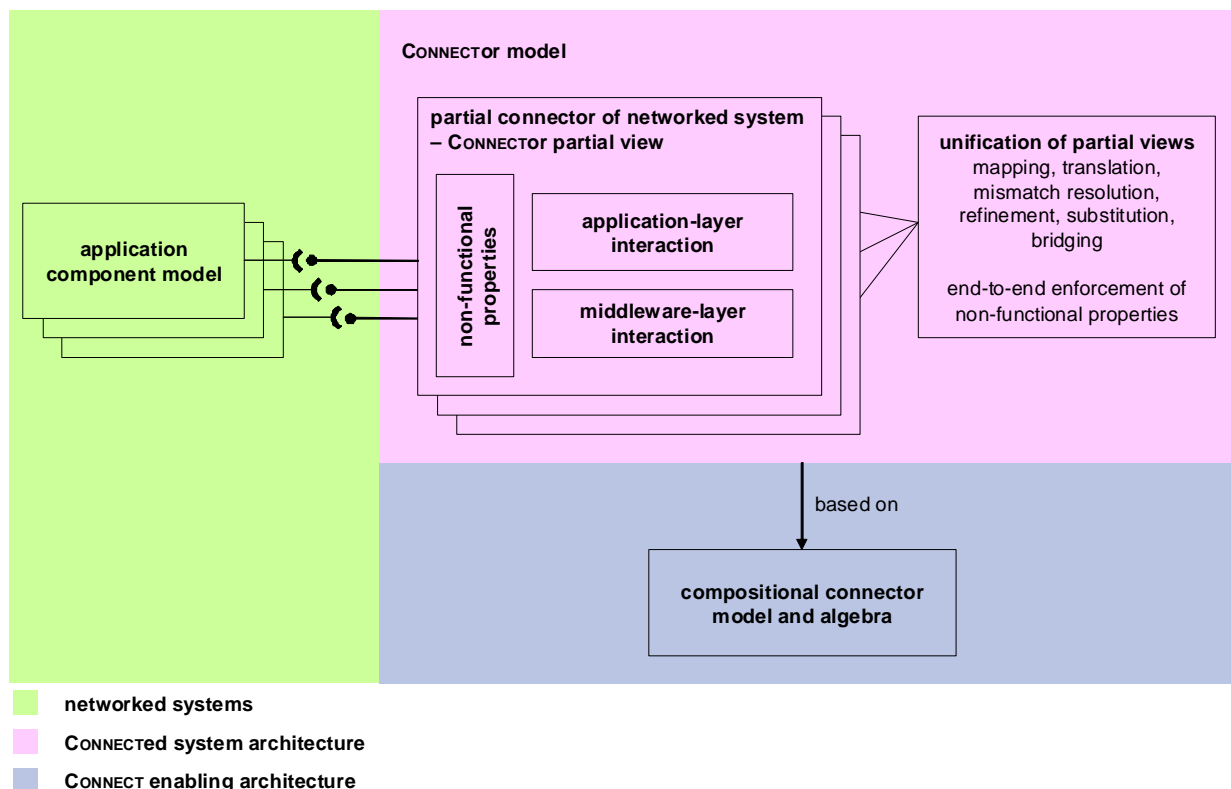 CONNECTor model
partial connector of networked system
– CONNECTor partial view
unification of partial views
mapping, translation,
mismatch resolution,
refinement, substitution,
bridging
end-to-end enforcement of
non-functional properties
application
component model
non-functional
properties
application-layer
interaction
middleware-layer
interaction
based on
compositional connector
model and algebra
networked systems
CONNECTed system architecture
CONNECT enabling architecture